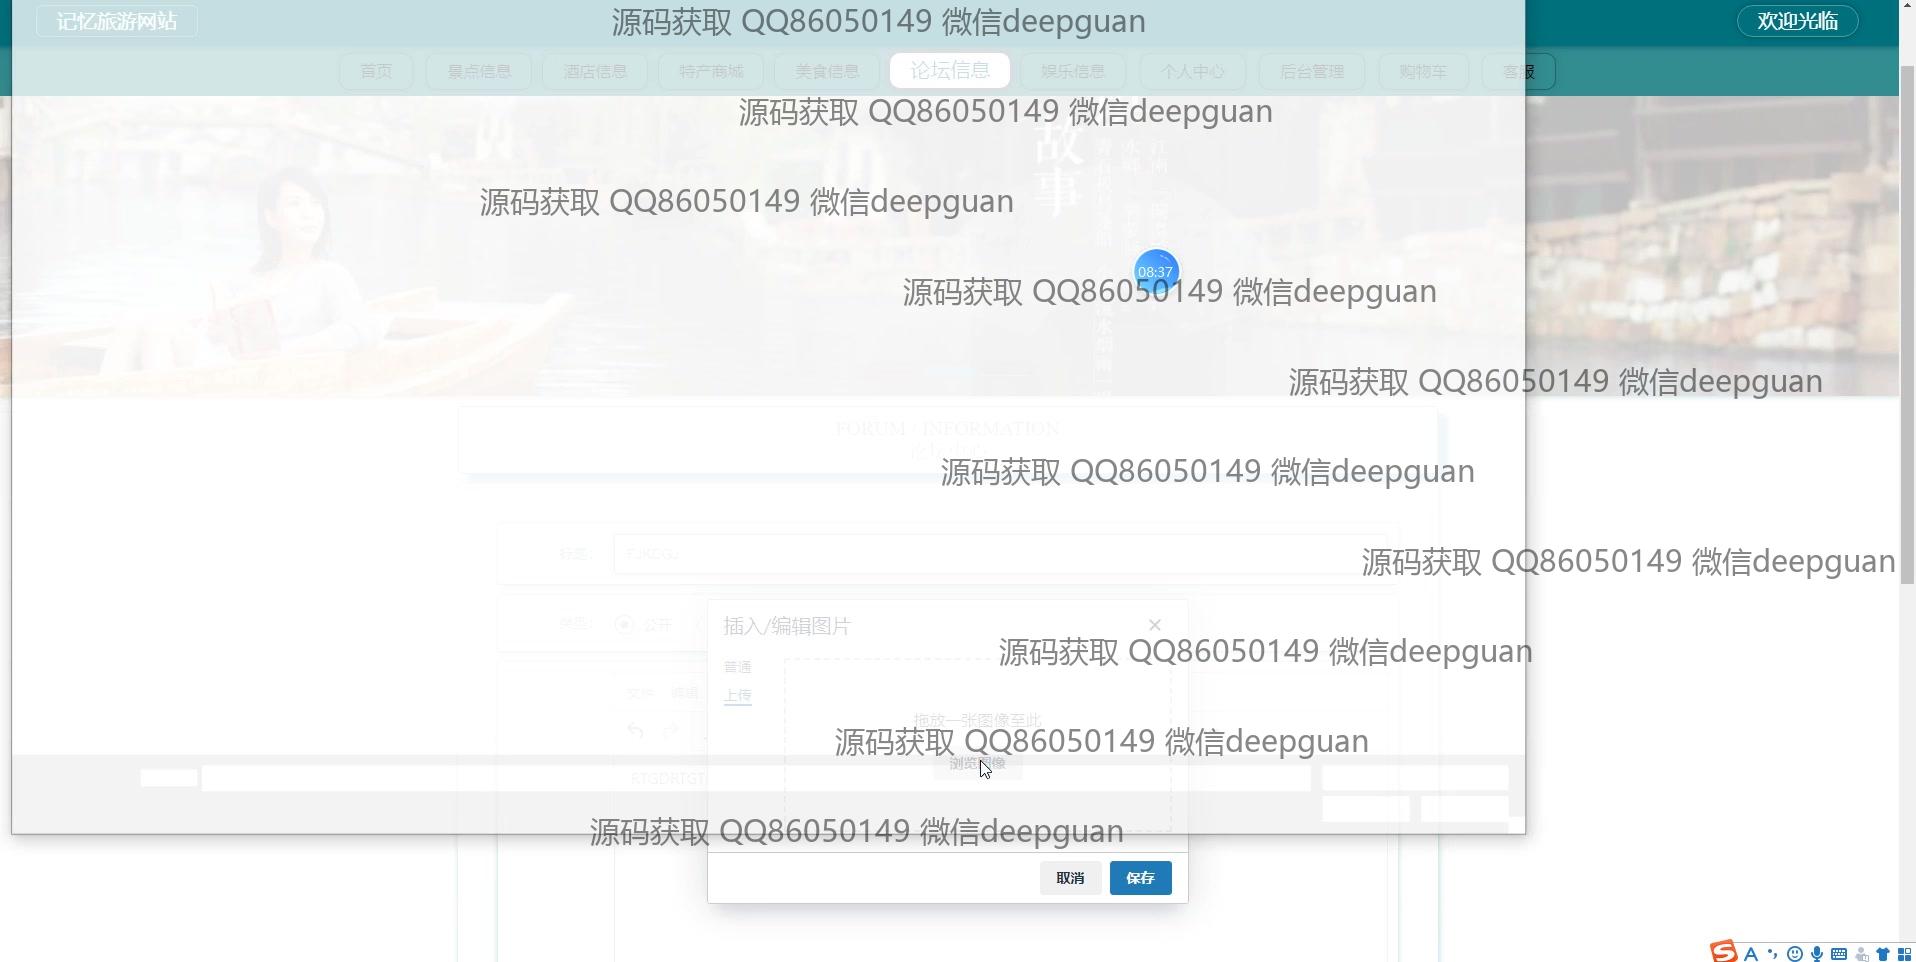 记忆旅游网站
源码获取 QQ86050149 微信deepguan
欢迎光临
首页 景点信息 酒店信息 特产商城 美食信息 论坛信息 娱乐信息 个人中心 后台管理 购物车 客服
源码获取 QQ86050149 微信deepguan
故事
源码获取 QQ86050149 微信deepguan
08:37
源码获取 QQ86050149 微信deepguan
源码获取 QQ86050149 微信deepguan
FORUM / INFORMATION
源码获取 QQ86050149 微信deepguan
标题:
源码获取 QQ86050149 微信deepguan
类型: 公开
插入/编辑图片
源码获取 QQ86050149 微信deepguan
普通
上传
文件 编辑
拖放一张图像至此
源码获取 QQ86050149 微信deepguan
浏览图像
RTGDRTGT
源码获取 QQ86050149 微信deepguan
取消 保存